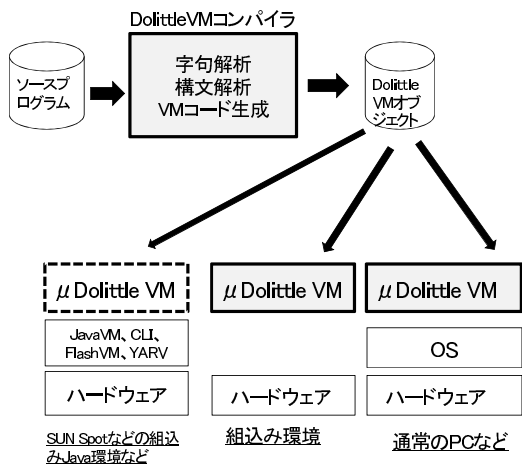 DolittleVMコンパイラ
ソースプ
ログラム
字句解析
構文解析
VMコード生成
Dolittle
VMオブ
ジェクト
μ Dolittle VM
μ Dolittle VM
μ Dolittle VM
JavaVM、CLI、
FlashVM、YARV
OS
ハードウェア
ハードウェア
ハードウェア
SUN Spotなどの組込
みJava環境など
組込み環境
通常のPCなど